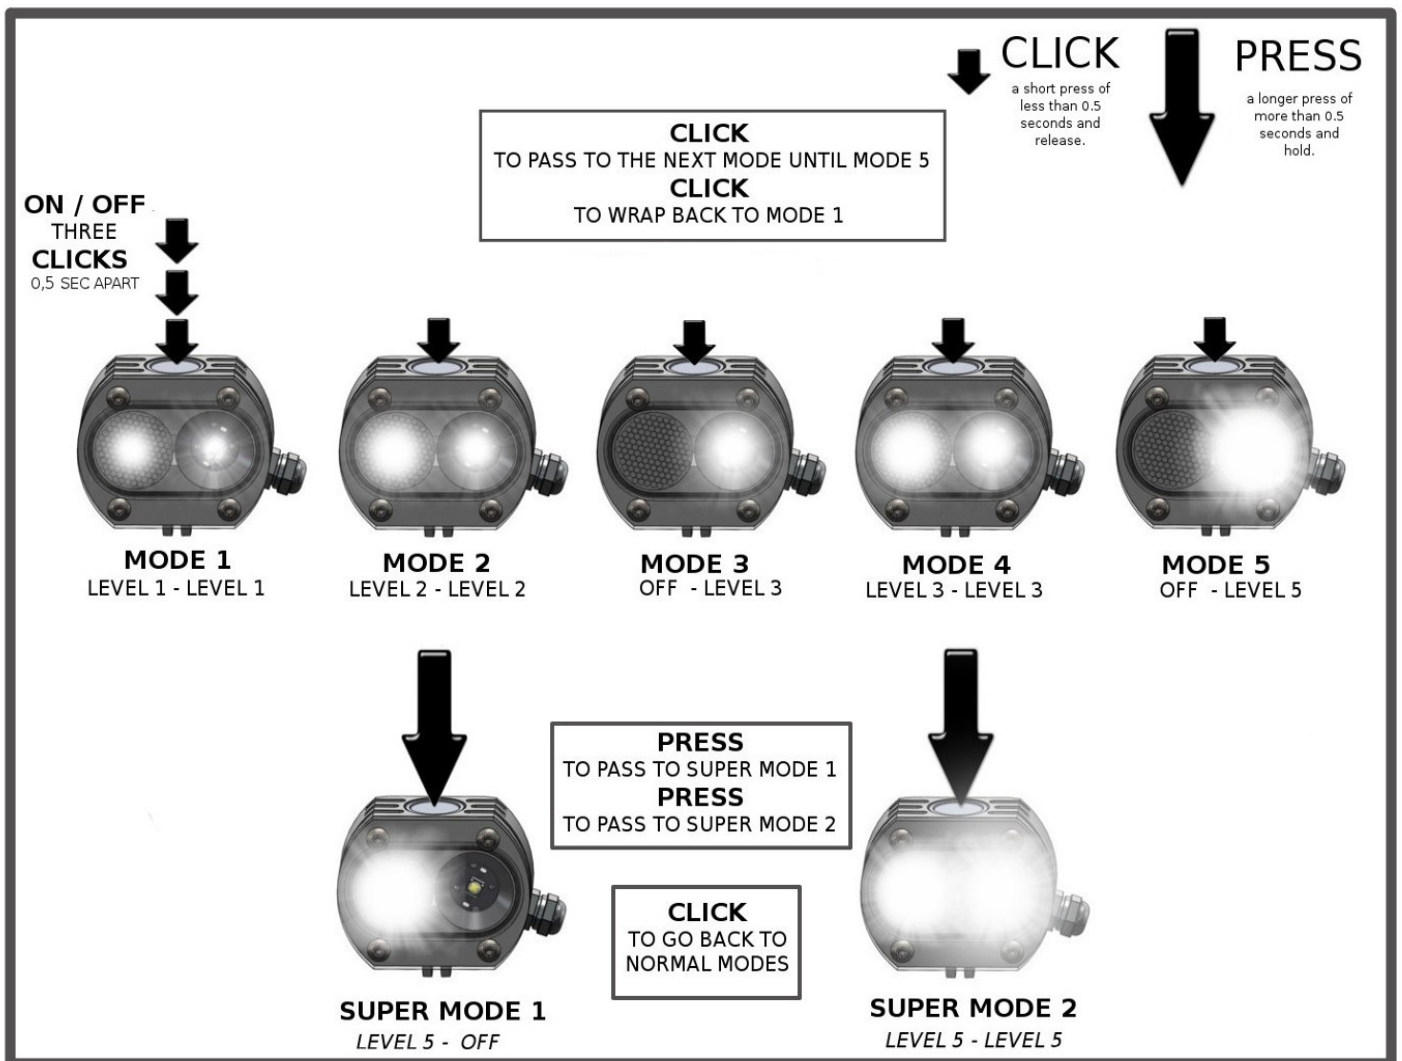 CLICK
a short press of
less than 0.5
seconds and
release.
PRESS
a longer press of
more than 0.5
seconds and
hold.
CLICK
TO PASS TO THE NEXT MODE UNTIL MODE 5
CLICK
TO WRAP BACK TO MODE 1
ON / OFF
THREE
CLICKS
0,5 SEC APART
MODE 1
LEVEL 1 - LEVEL 1
MODE 2
LEVEL 2 - LEVEL 2
MODE 3
OFF - LEVEL 3
MODE 4
LEVEL 3 - LEVEL 3
MODE 5
OFF - LEVEL 5
PRESS
TO PASS TO SUPER MODE 1
PRESS
TO PASS TO SUPER MODE 2
CLICK
TO GO BACK TO
NORMAL MODES
SUPER MODE 1
LEVEL 5 - OFF
SUPER MODE 2
LEVEL 5 - LEVEL 5